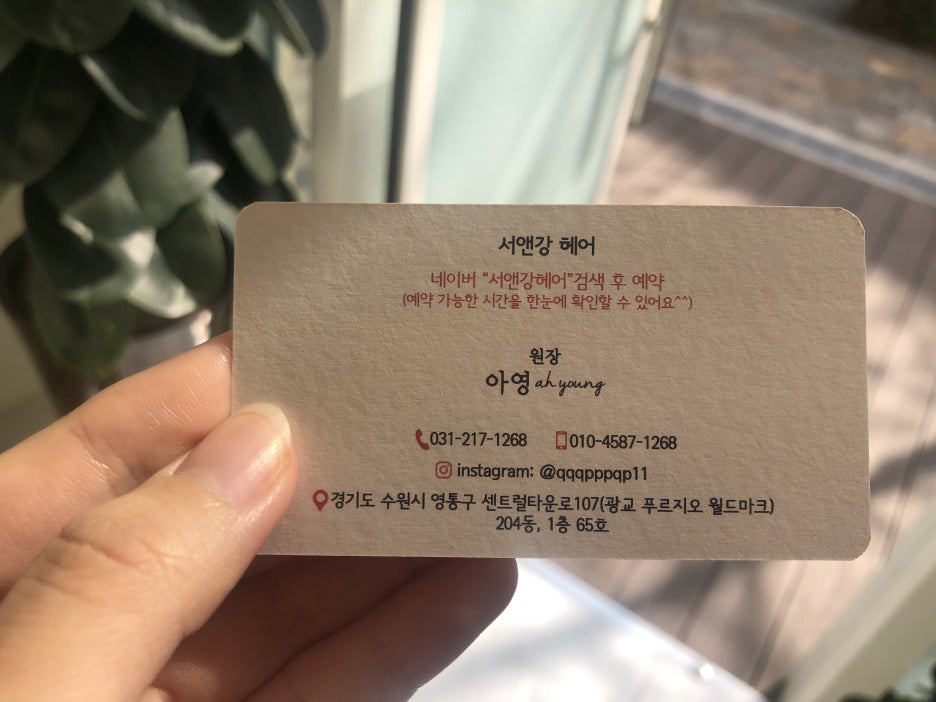 서앤강 헤어
네이버 "서앤강헤어"검색 후 예약
(예약 가능한 시간을 한눈에 확인할 수 있어요^^)
원장
아영 ah young
031-217-1268 010-4587-1268
instagram: @qqqpppqp11
경기도 수원시 영통구 센트럴타운로107(광교 푸르지오 월드마크)
204동, 1층 65호